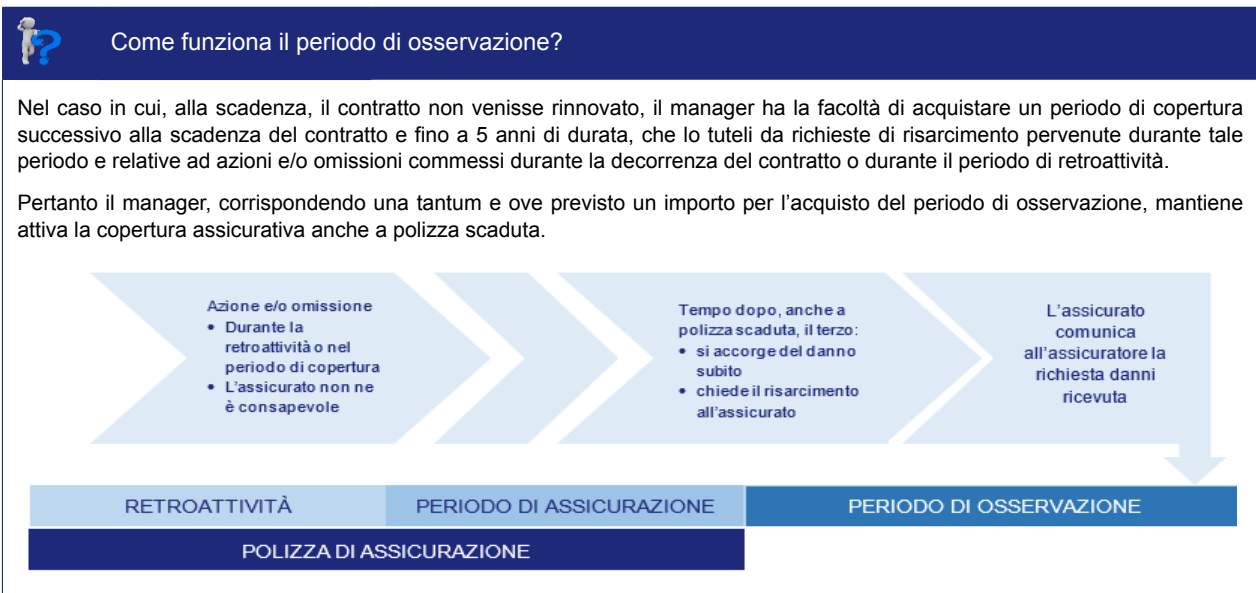 Come funziona il periodo di osservazione?
Nel caso in cui, alla scadenza, il contratto non venisse rinnovato, il manager ha la facoltà di acquistare un periodo di copertura
successivo alla scadenza del contratto e fino a 5 anni di durata, che lo tuteli da richieste di risarcimento pervenute durante tale
periodo e relative ad azioni e/o omissioni commessi durante la decorrenza del contratto o durante il periodo di retroattività.
Pertanto il manager, corrispondendo una tantum e ove previsto un importo per l’acquisto del periodo di osservazione, mantiene
attiva la copertura assicurativa anche a polizza scaduta.
Azione e/o omissione
• Durante la
retroattività o nel
periodo di copertura
• L’assicurato non ne
è consapevole
Tempo dopo, anche a
polizza scaduta, il terzo:
• si accorge del danno
subito
• chiede il risarcimento
all’assicurato
L’assicurato
comunica
all’assicuratore la
richiesta danni
ricevuta
RETROATTIVITÀ
PERIODO DI ASSICURAZIONE
PERIODO DI OSSERVAZIONE
POLIZZA DI ASSICURAZIONE